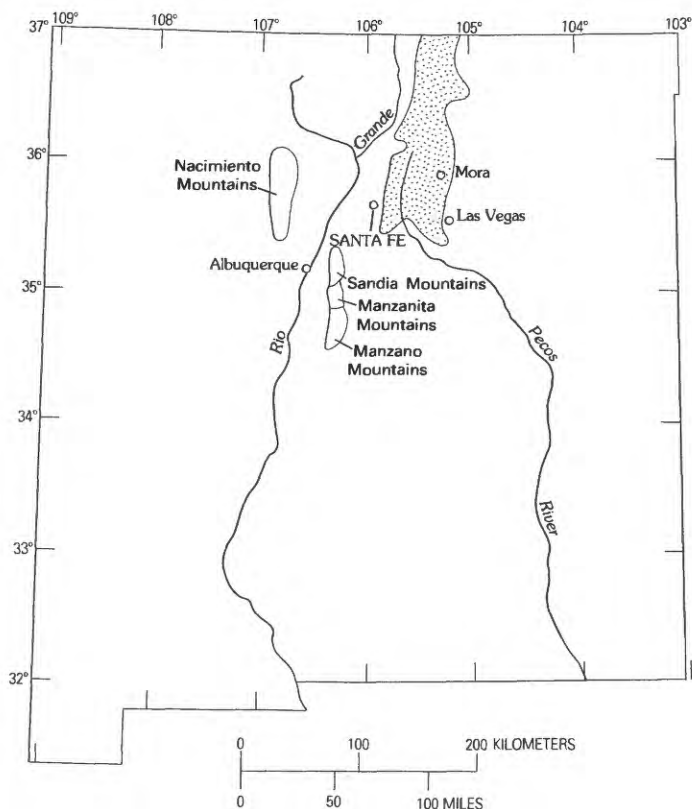 109°
108°
107°
106°
105°
104°
103°
37°
36°
35°
34°
33°
32°
Grande
Nacimiento
Mountains
Mora
Las Vegas
SANTA FE
Albuquerque
Sandia Mountains
Manzanita
Mountains
Manzano
Mountains
Rio
Pecos
River
0 100 200 KILOMETERS
0 50 100 MILES